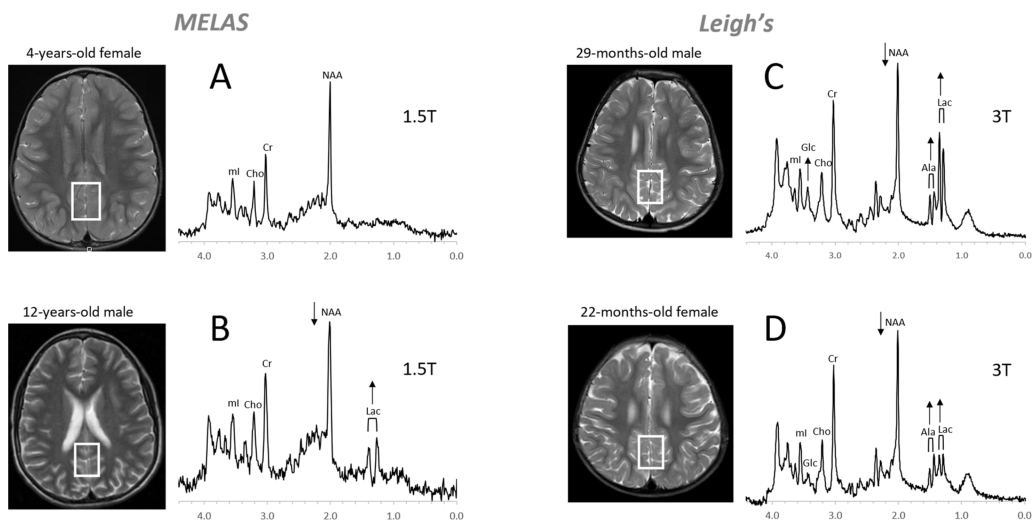 MELAS
Leigh's
4-years-old female
A
1.5T
NAA
Cr
mI
Cho
4.0 3.0 2.0 1.0 0.0
29-months-old male
C
3T
NAA
Cr
Lac
Glc
mI
Cho
Ala
4.0 3.0 2.0 1.0 0.0
12-years-old male
B
1.5T
NAA
Cr
mI
Cho
Lac
4.0 3.0 2.0 1.0 0.0
22-months-old female
D
3T
NAA
Cr
mI
Cho
Glc
Ala
Lac
4.0 3.0 2.0 1.0 0.0